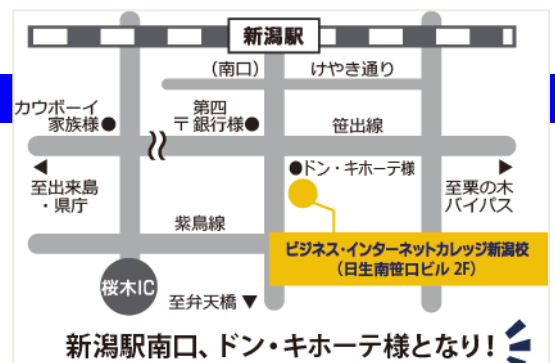 新潟駅
(南口)
けやき通り
カウボーイ
家族様●
第四
〒銀行様●
笹出線
◀
至出来島
・県庁
●ドン・キホーテ様
▶
至栗の木
バイパス
紫鳥線
ビジネス・インターネットカレッジ新潟校
(日生南笹口ビル 2F)
桜木IC
至弁天橋▼
新潟駅南口、ドン・キホーテ様となり!